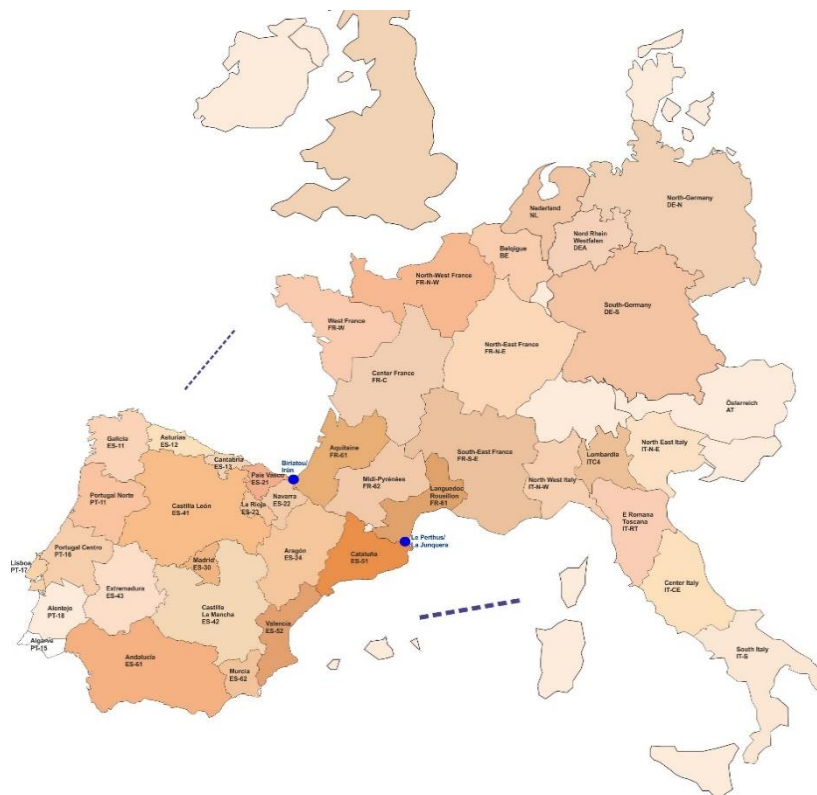 North-Germany
DE-N
Nederland
NL
Nord Rhein
Westfalen
DEA
Belqigue
BE
North-West France
FR-N-W
South-Germany
DE-S
West France
FR-W
North-East France
FR-N-E
Center France
FR-C
Österreich
AT
Galicia
ES-11
Asturias
ES-12
Cantabria
ES-13
País Vasco
ES-21
Biriatou/
Irún
Aquitaine
FR-61
South-East France
FR-S-E
Lombardia
ITC4
North East Italy
IT-N-E
Midi-Pyrénées
FR-62
North West Italy
IT-N-W
Portugal Norte
PT-11
Castilla León
ES-41
La Rioja
ES-23
Navarra
ES-22
Languedoc
Rousillon
FR-81
E Romana
Toscana
IT-RT
Portugal Centro
PT-16
Le Perthus/
La Junquera
Aragón
ES-24
Cataluña
ES-51
Madrid
ES-30
Lisboa
PT-17
Extremadura
ES-43
Center Italy
IT-CE
Alentejo
PT-18
Castilla
La Mancha
ES-42
Valencia
ES-52
Algarve
PT-15
Andalucía
ES-61
Murcia
ES-62
South Italy
IT-S